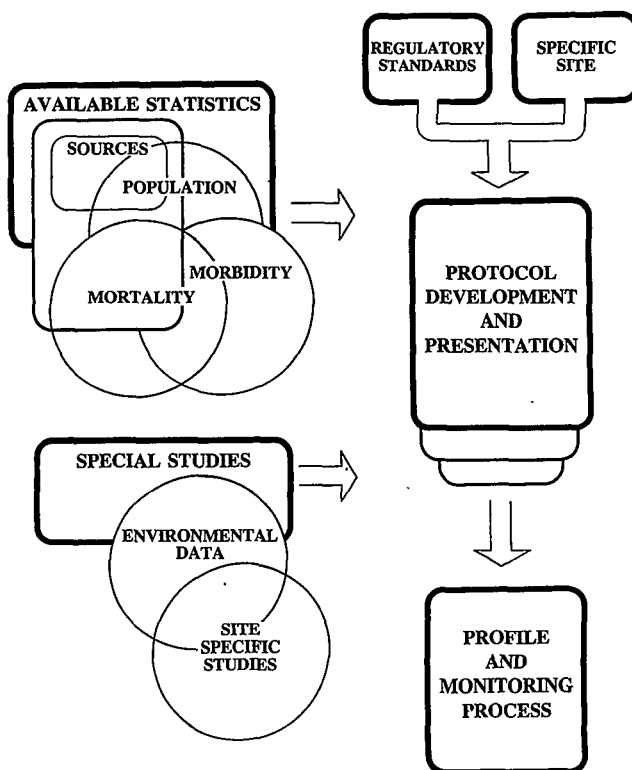 REGULATORY
STANDARDS
SPECIFIC
SITE
AVAILABLE STATISTICS
SOURCES
POPULATION
MORBIDITY
MORTALITY
PROTOCOL
DEVELOPMENT
AND
PRESENTATION
SPECIAL STUDIES
ENVIRONMENTAL
DATA
SITE
SPECIFIC
STUDIES
PROFILE
AND
MONITORING
PROCESS